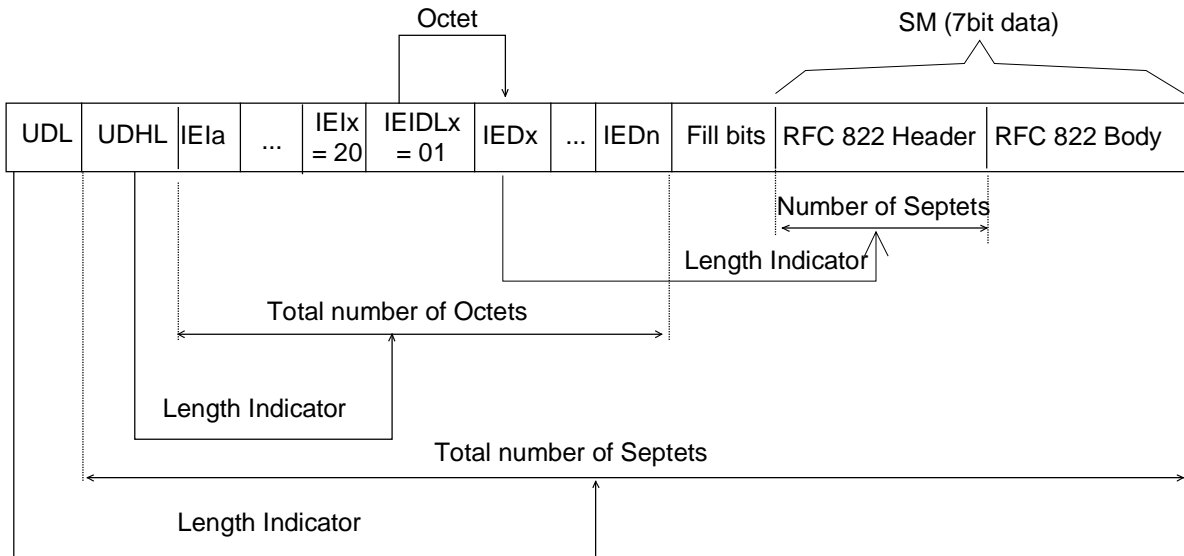 Octet
SM (7bit data)
UDL
UDHL
IEIa
...
IEIx
= 20
IEIDLx
= 01
IEDx
...
IEDn
Fill bits
RFC 822 Header
RFC 822 Body
Number of Septets
Length Indicator
Total number of Octets
Length Indicator
Total number of Septets
Length Indicator